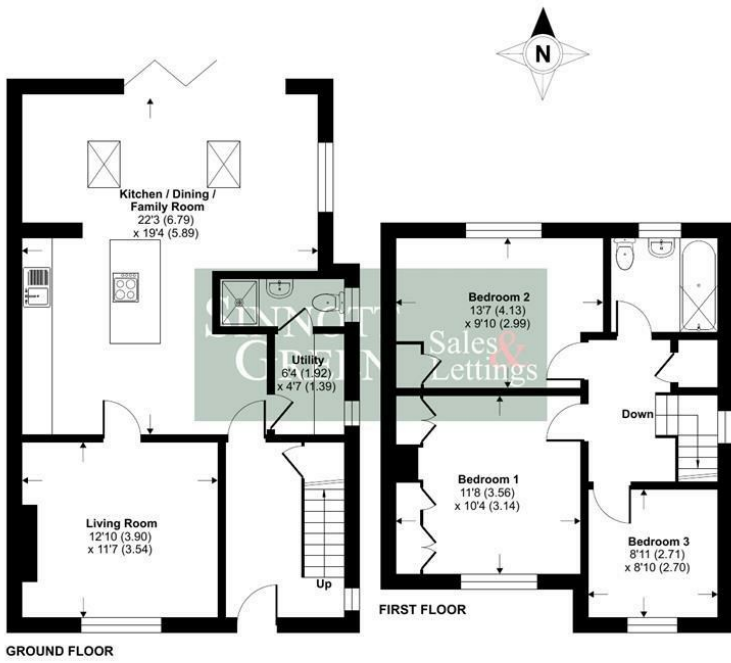 N
Kitchen / Dining /
Family Room
22'3 (6.79)
x 19'4 (5.89)
SINNOTT
GREEN
Sales&
Lettings
Utility
6'4 (1.92)
x 4'7 (1.39)
Living Room
12'10 (3.90)
x 11'7 (3.54)
Up
GROUND FLOOR
Bedroom 2
13'7 (4.13)
x 9'10 (2.99)
Down
Bedroom 1
11'8 (3.56)
x 10'4 (3.14)
Bedroom 3
8'11 (2.71)
x 8'10 (2.70)
FIRST FLOOR